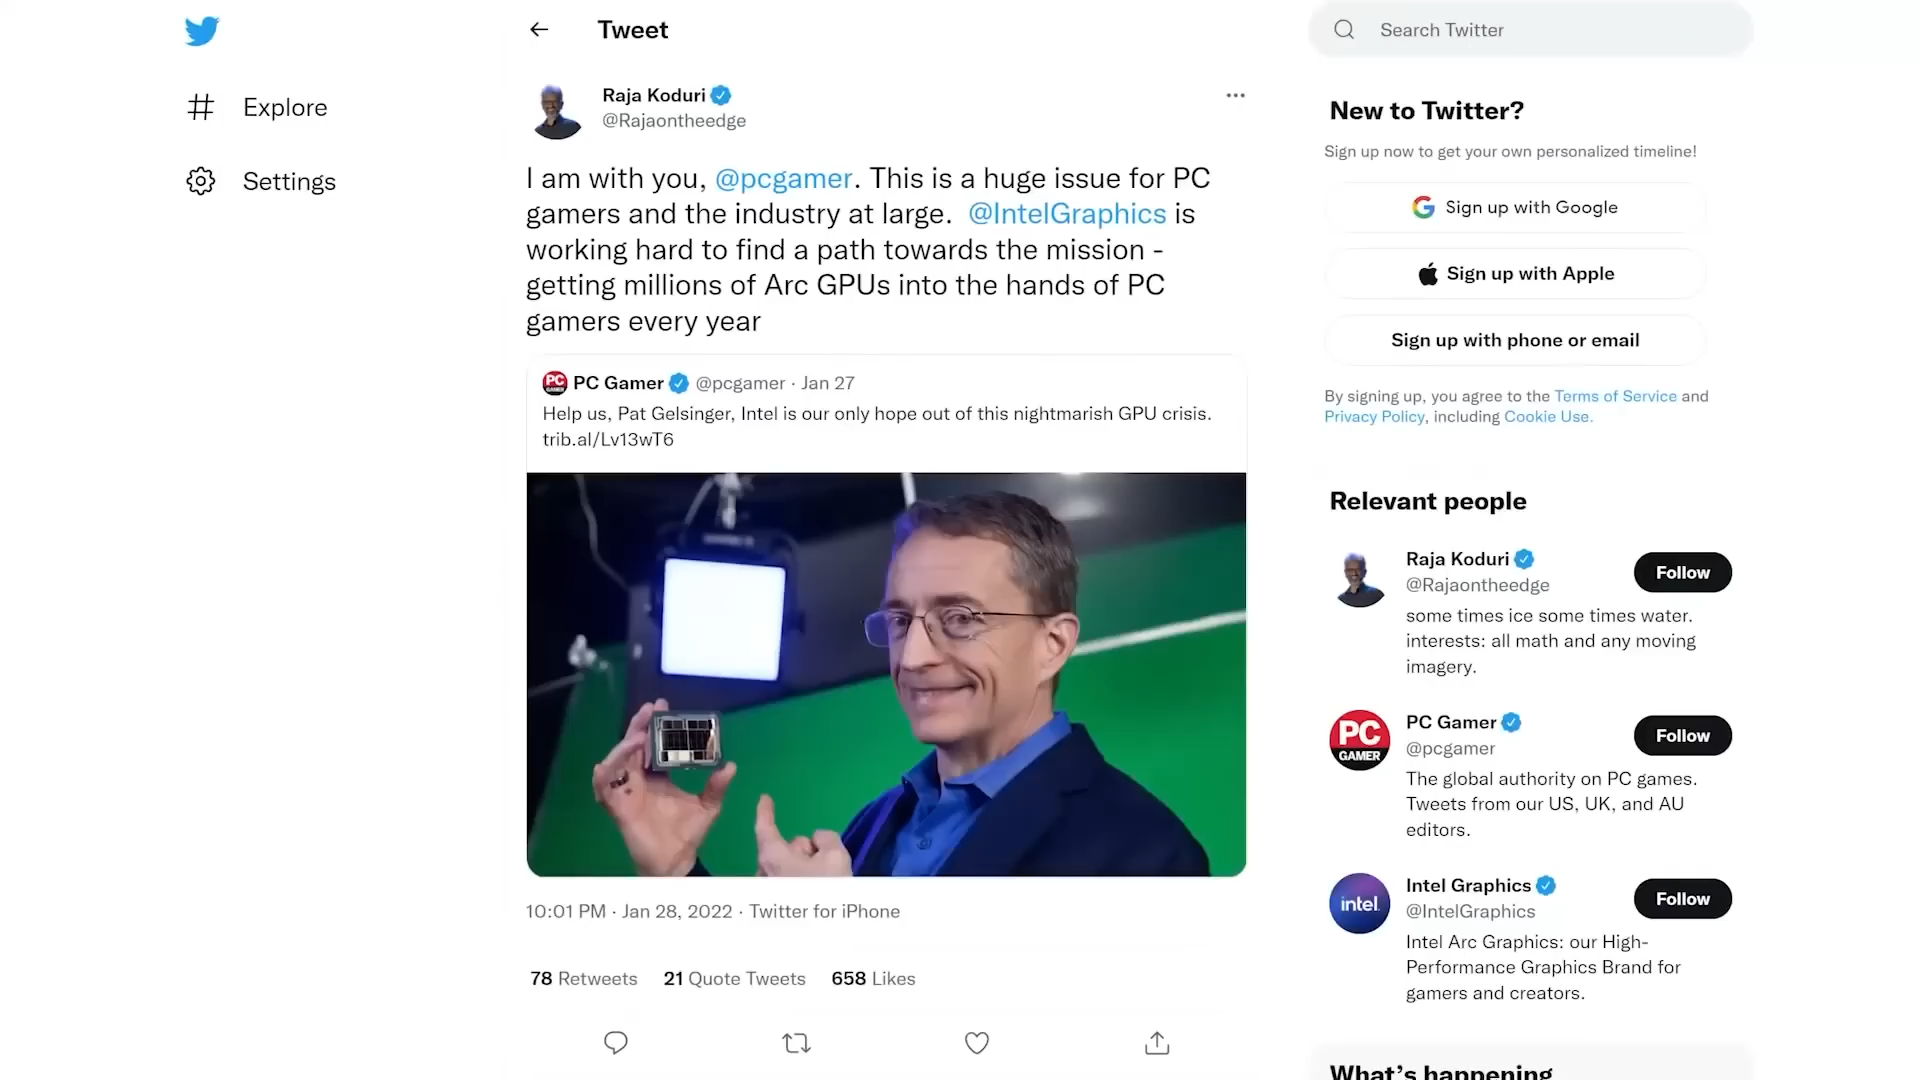 Tweet
Search Twitter
Explore
Settings
Raja Koduri
@Rajaontheedge
I am with you, @pcgamer. This is a huge issue for PC
gamers and the industry at large.  @IntelGraphics is
working hard to find a path towards the mission -
getting millions of Arc GPUs into the hands of PC
gamers every year
PC GAMER
PC Gamer @pcgamer · Jan 27
Help us, Pat Gelsinger, Intel is our only hope out of this nightmarish GPU crisis.
trib.al/Lv13wT6
10:01 PM · Jan 28, 2022 · Twitter for iPhone
78 Retweets 21 Quote Tweets 658 Likes
New to Twitter?
Sign up now to get your own personalized timeline!
Sign up with Google
Sign up with Apple
Sign up with phone or email
By signing up, you agree to the Terms of Service and
Privacy Policy, including Cookie Use.
Relevant people
Raja Koduri
@Rajaontheedge
Follow
some times ice some times water.
interests: all math and any moving
imagery.
PC
GAMER
PC Gamer
@pcgamer
Follow
The global authority on PC games.
Tweets from our US, UK, and AU
editors.
intel.
Intel Graphics
@IntelGraphics
Follow
Intel Arc Graphics: our High-
Performance Graphics Brand for
gamers and creators.
What's happening